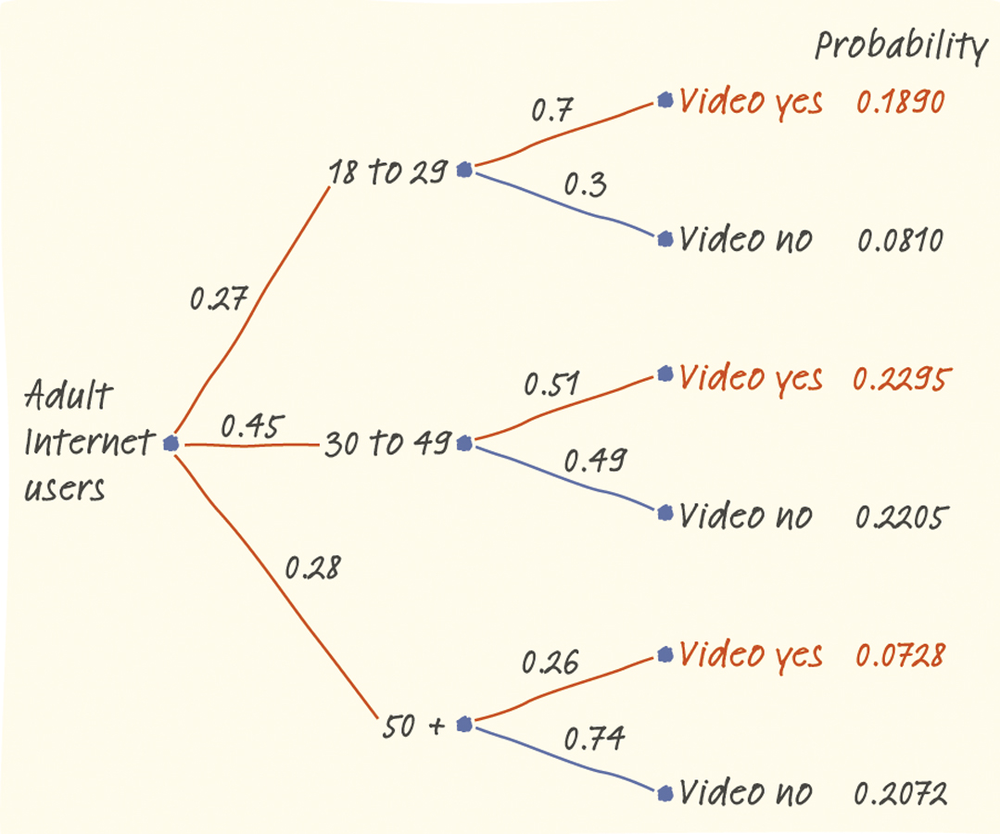 Probability
0.7
Video yes 0.1890
18 to 29
0.3
Video no 0.0810
0.27
Adult
Internet
users
0.45
30 to 49
0.51
Video yes 0.2295
0.49
Video no 0.2205
0.28
50 +
0.26
Video yes 0.0728
0.74
Video no 0.2072